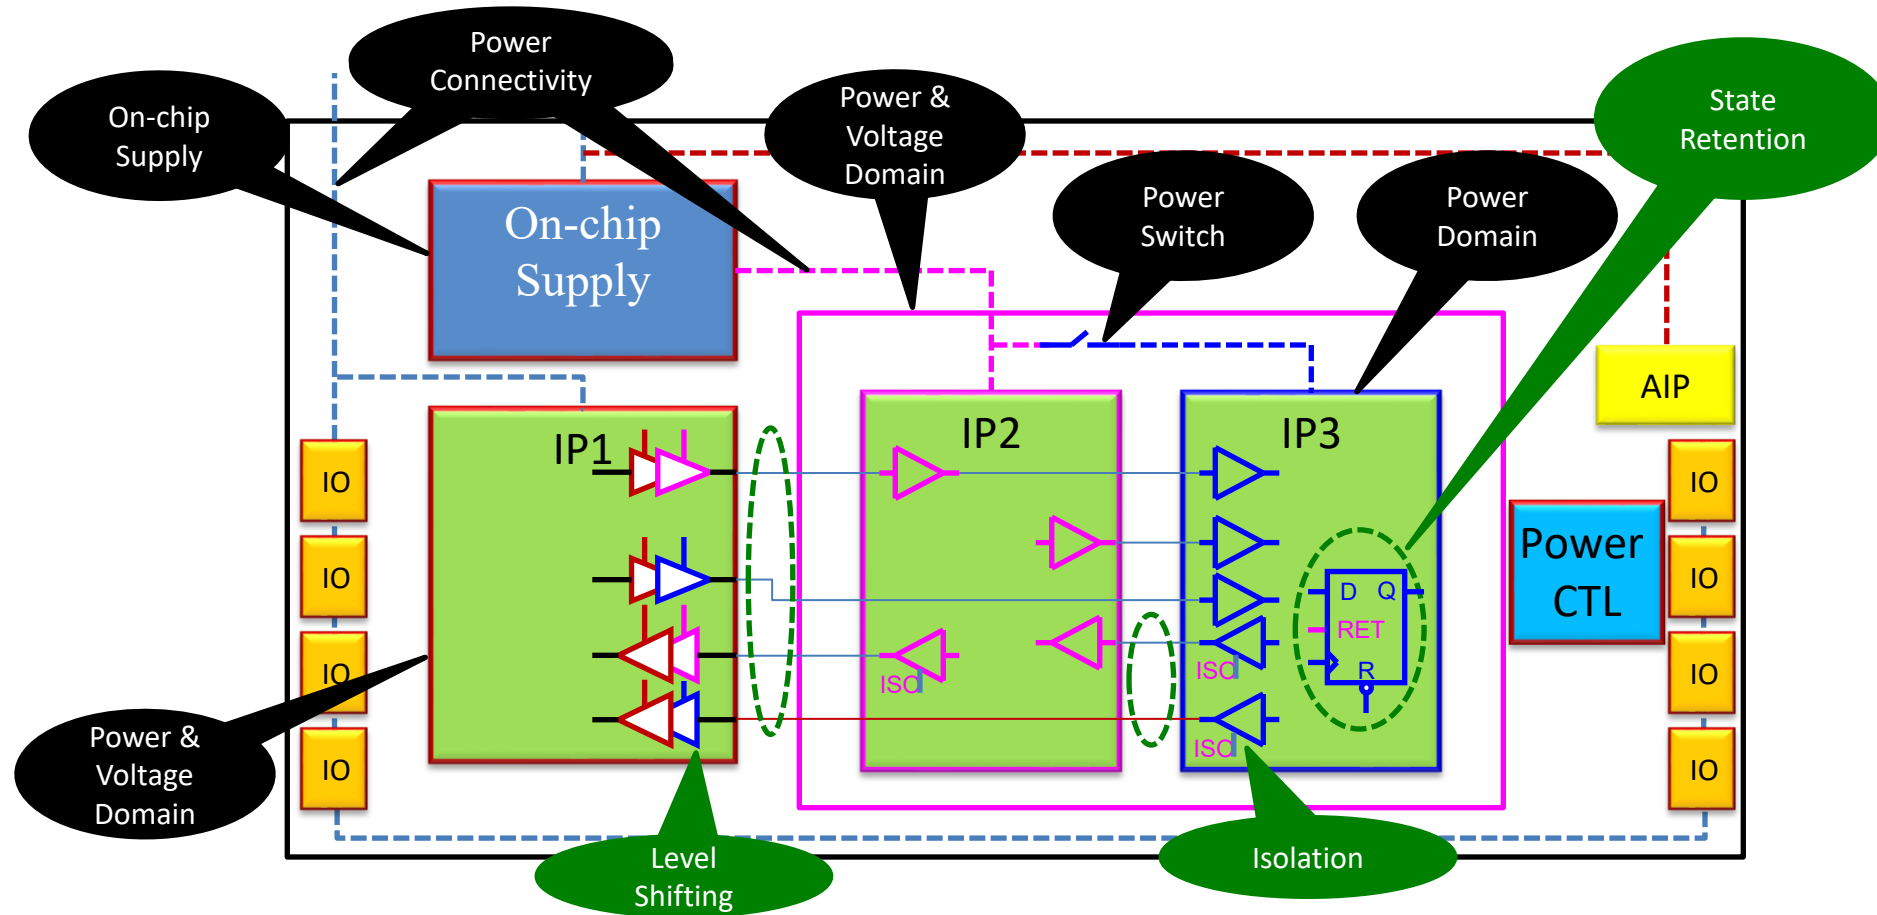 Power
Connectivity
On-chip
Supply
Power &
Voltage
Domain
State
Retention
Power
Switch
Power
Domain
On-chip
Supply
AIP
IP1
IP2
IP3
IO
IO
IO
IO
IO
IO
IO
IO
Power
CTL
D
Q
RET
R
ISO
ISO
ISO
Power &
Voltage
Domain
Level
Shifting
Isolation